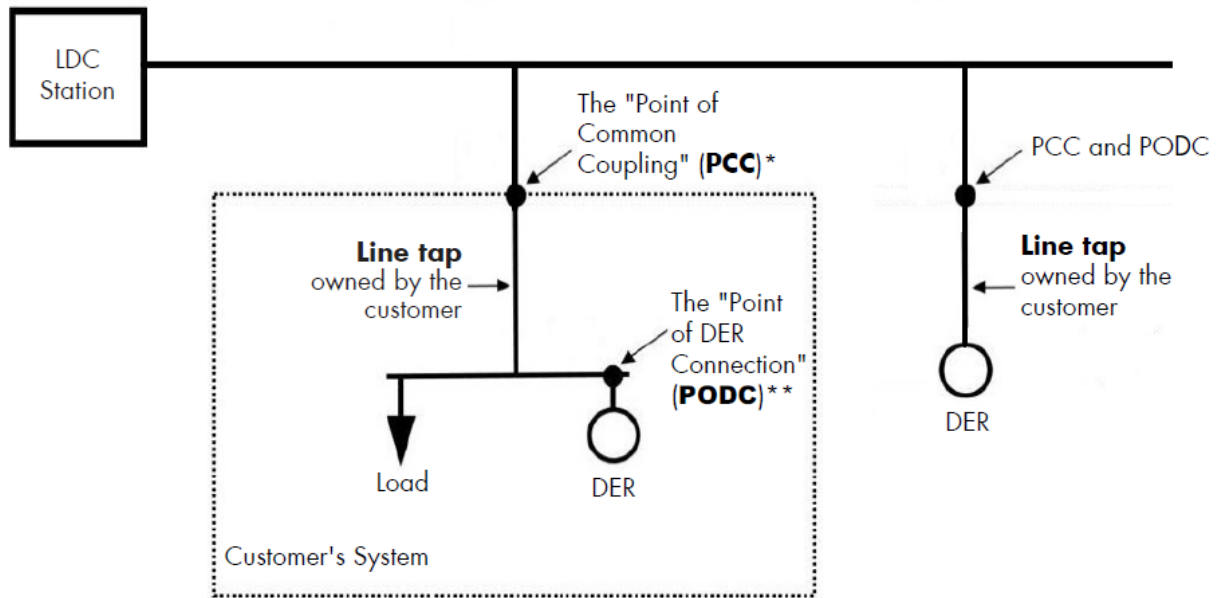 LDC
Station
The "Point of
Common
Coupling" (PCC)*
PCC and PODC
Line tap
owned by the
customer
Line tap
owned by the
customer
The "Point
of DER
Connection"
(PODC)**
Load
DER
DER
Customer's System